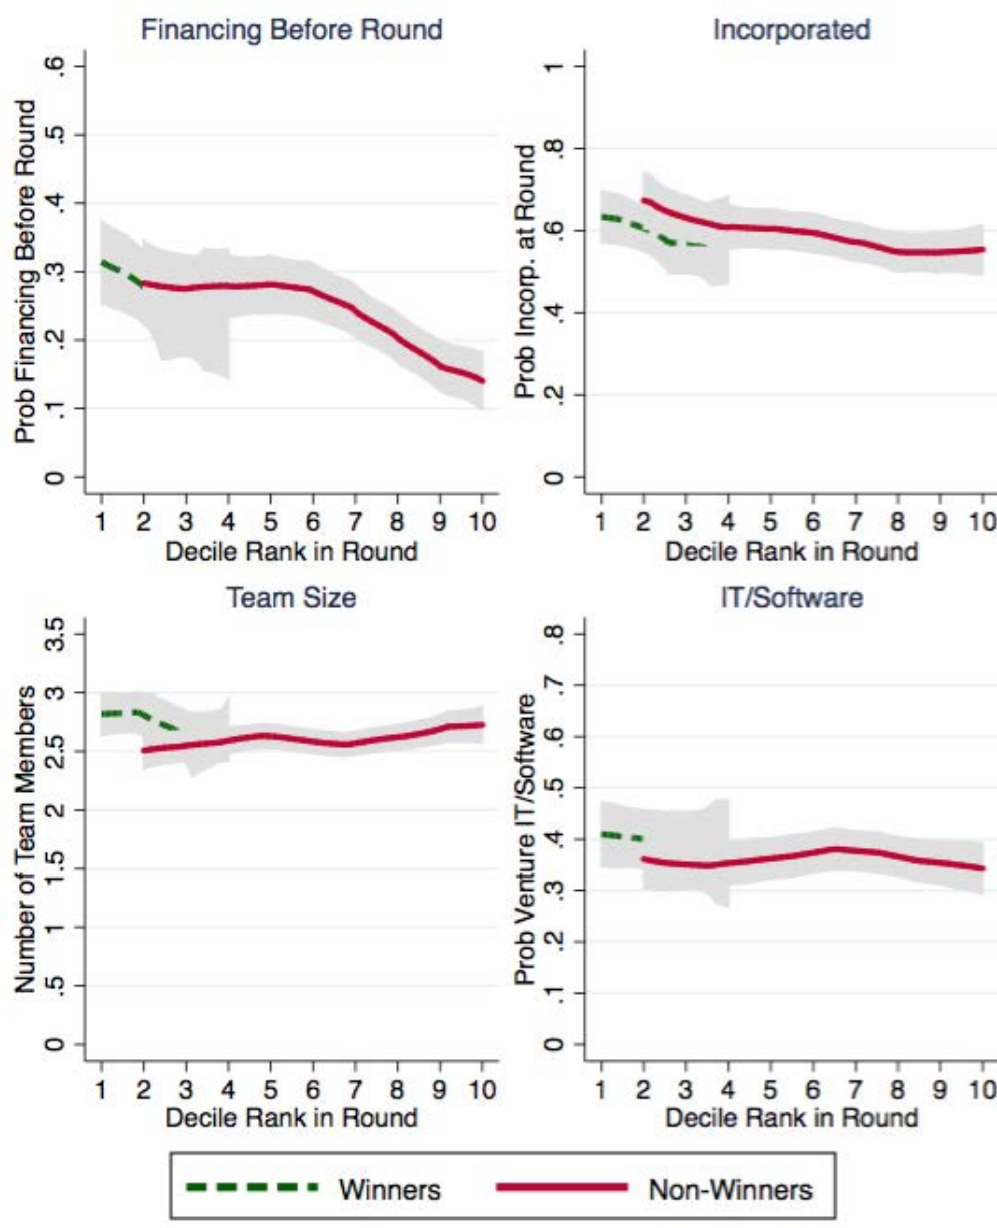 Financing Before Round
Prob Financing Before Round
.6
.5
.4
.3
.2
.1
0
1 2 3 4 5 6 7 8 9 10
Decile Rank in Round
Incorporated
Prob Incorp. at Round
1
.8
.6
.4
.2
0
1 2 3 4 5 6 7 8 9 10
Decile Rank in Round
Team Size
Number of Team Members
3.5
3
2.5
2
1.5
1
.5
0
1 2 3 4 5 6 7 8 9 10
Decile Rank in Round
IT/Software
Prob Venture IT/Software
.8
.7
.6
.5
.4
.3
.2
.1
0
1 2 3 4 5 6 7 8 9 10
Decile Rank in Round
Winners
Non-Winners